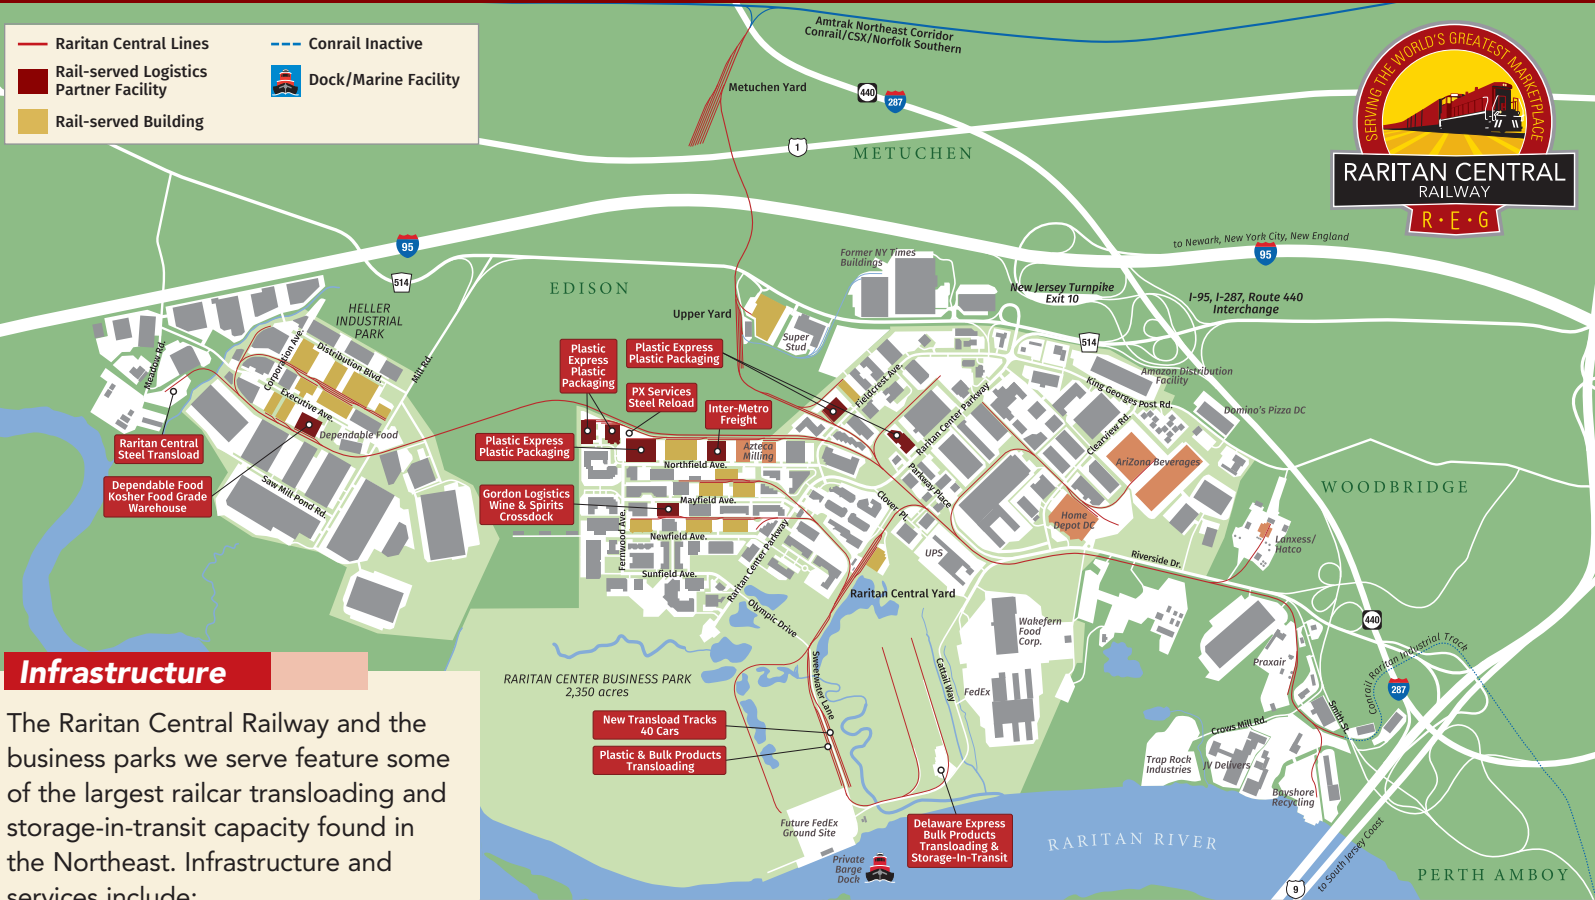 Raritan Central Lines
Rail-served Logistics
Partner Facility
Rail-served Building
Conrail Inactive
Dock/Marine Facility
Amtrak Northeast Corridor
Conrail/CSX/Norfolk Southern
Metuchen Yard
440
287
1
METUCHEN
SERVING THE WORLD'S GREATEST MARKETPLACE
RARITAN CENTRAL
RAILWAY
R·E·G
to Newark, New York City, New England
95
95
514
EDISON
HELLER
INDUSTRIAL
PARK
Former NY Times
Buildings
New Jersey Turnpike
Exit 10
I-95, I-287, Route 440
Interchange
Upper Yard
Super
Stud
514
Meadow Rd.
Corporation Ave.
Distribution Blvd.
Mill Rd.
Executive Ave.
Dependable Food
Saw Mill Pond Rd.
Raritan Central
Steel Transload
Dependable Food
Kosher Food Grade
Warehouse
Plastic
Express
Plastic
Packaging
Plastic Express
Plastic Packaging
PX Services
Steel Reload
Inter-Metro
Freight
Plastic Express
Plastic Packaging
Gordon Logistics
Wine & Spirits
Crossdock
Azteca
Milling
Northfield Ave.
Mayfield Ave.
Newfield Ave.
Sunfield Ave.
Fernwood Ave.
Raritan Center Parkway
Olympic Drive
Fieldcrest Ave.
Raritan Center Parkway
Parkway Place
Clover Pl.
King Georges Post Rd.
Clearview Rd.
Amazon Distribution
Facility
Domino's Pizza DC
AriZona Beverages
Home
Depot DC
WOODBRIDGE
Lanxess/
Hatco
Riverside Dr.
UPS
Raritan Central Yard
Wakefern
Food
Corp.
FedEx
Cattail Way
Sweetwater Lane
RARITAN CENTER BUSINESS PARK
2,350 acres
New Transload Tracks
40 Cars
Plastic & Bulk Products
Transloading
Delaware Express
Bulk Products
Transloading &
Storage-In-Transit
Future FedEx
Ground Site
Private
Barge
Dock
RARITAN RIVER
Praxair
Crows Mill Rd.
Smith St.
Trap Rock
Industries
JV Delivers
Bayshore
Recycling
440
287
Conrail Raritan Industrial Track
9
to South Jersey Coast
PERTH AMBOY
Infrastructure
The Raritan Central Railway and the
business parks we serve feature some
of the largest railcar transloading and
storage-in-transit capacity found in
the Northeast. Infrastructure and
services include: